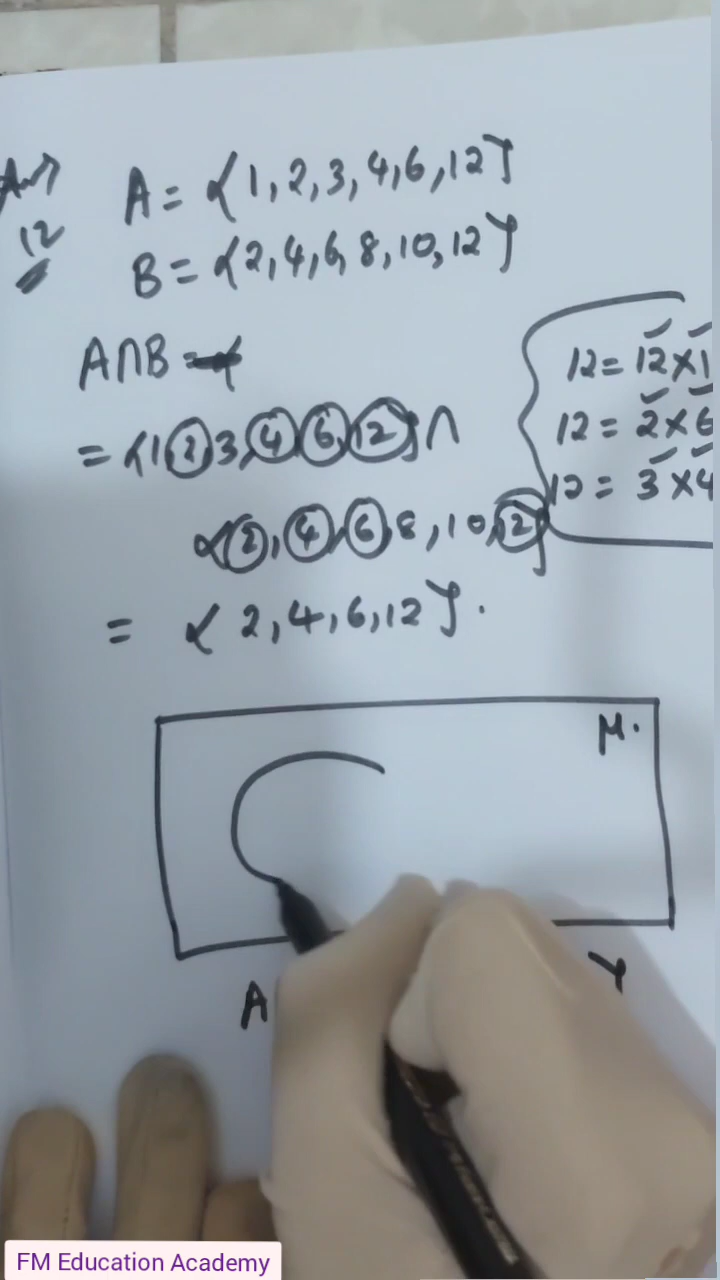 Ans
12
A = {1,2,3,4,6,12}
B = {2,4,6,8,10,12}
A∩B =
= {1 2 3,4 6 12}∩
{2,4,6,8,10,12}
= {2,4,6,12}.
12 = 12×1
12 = 2×6
12 = 3×4
μ.
A
FM Education Academy